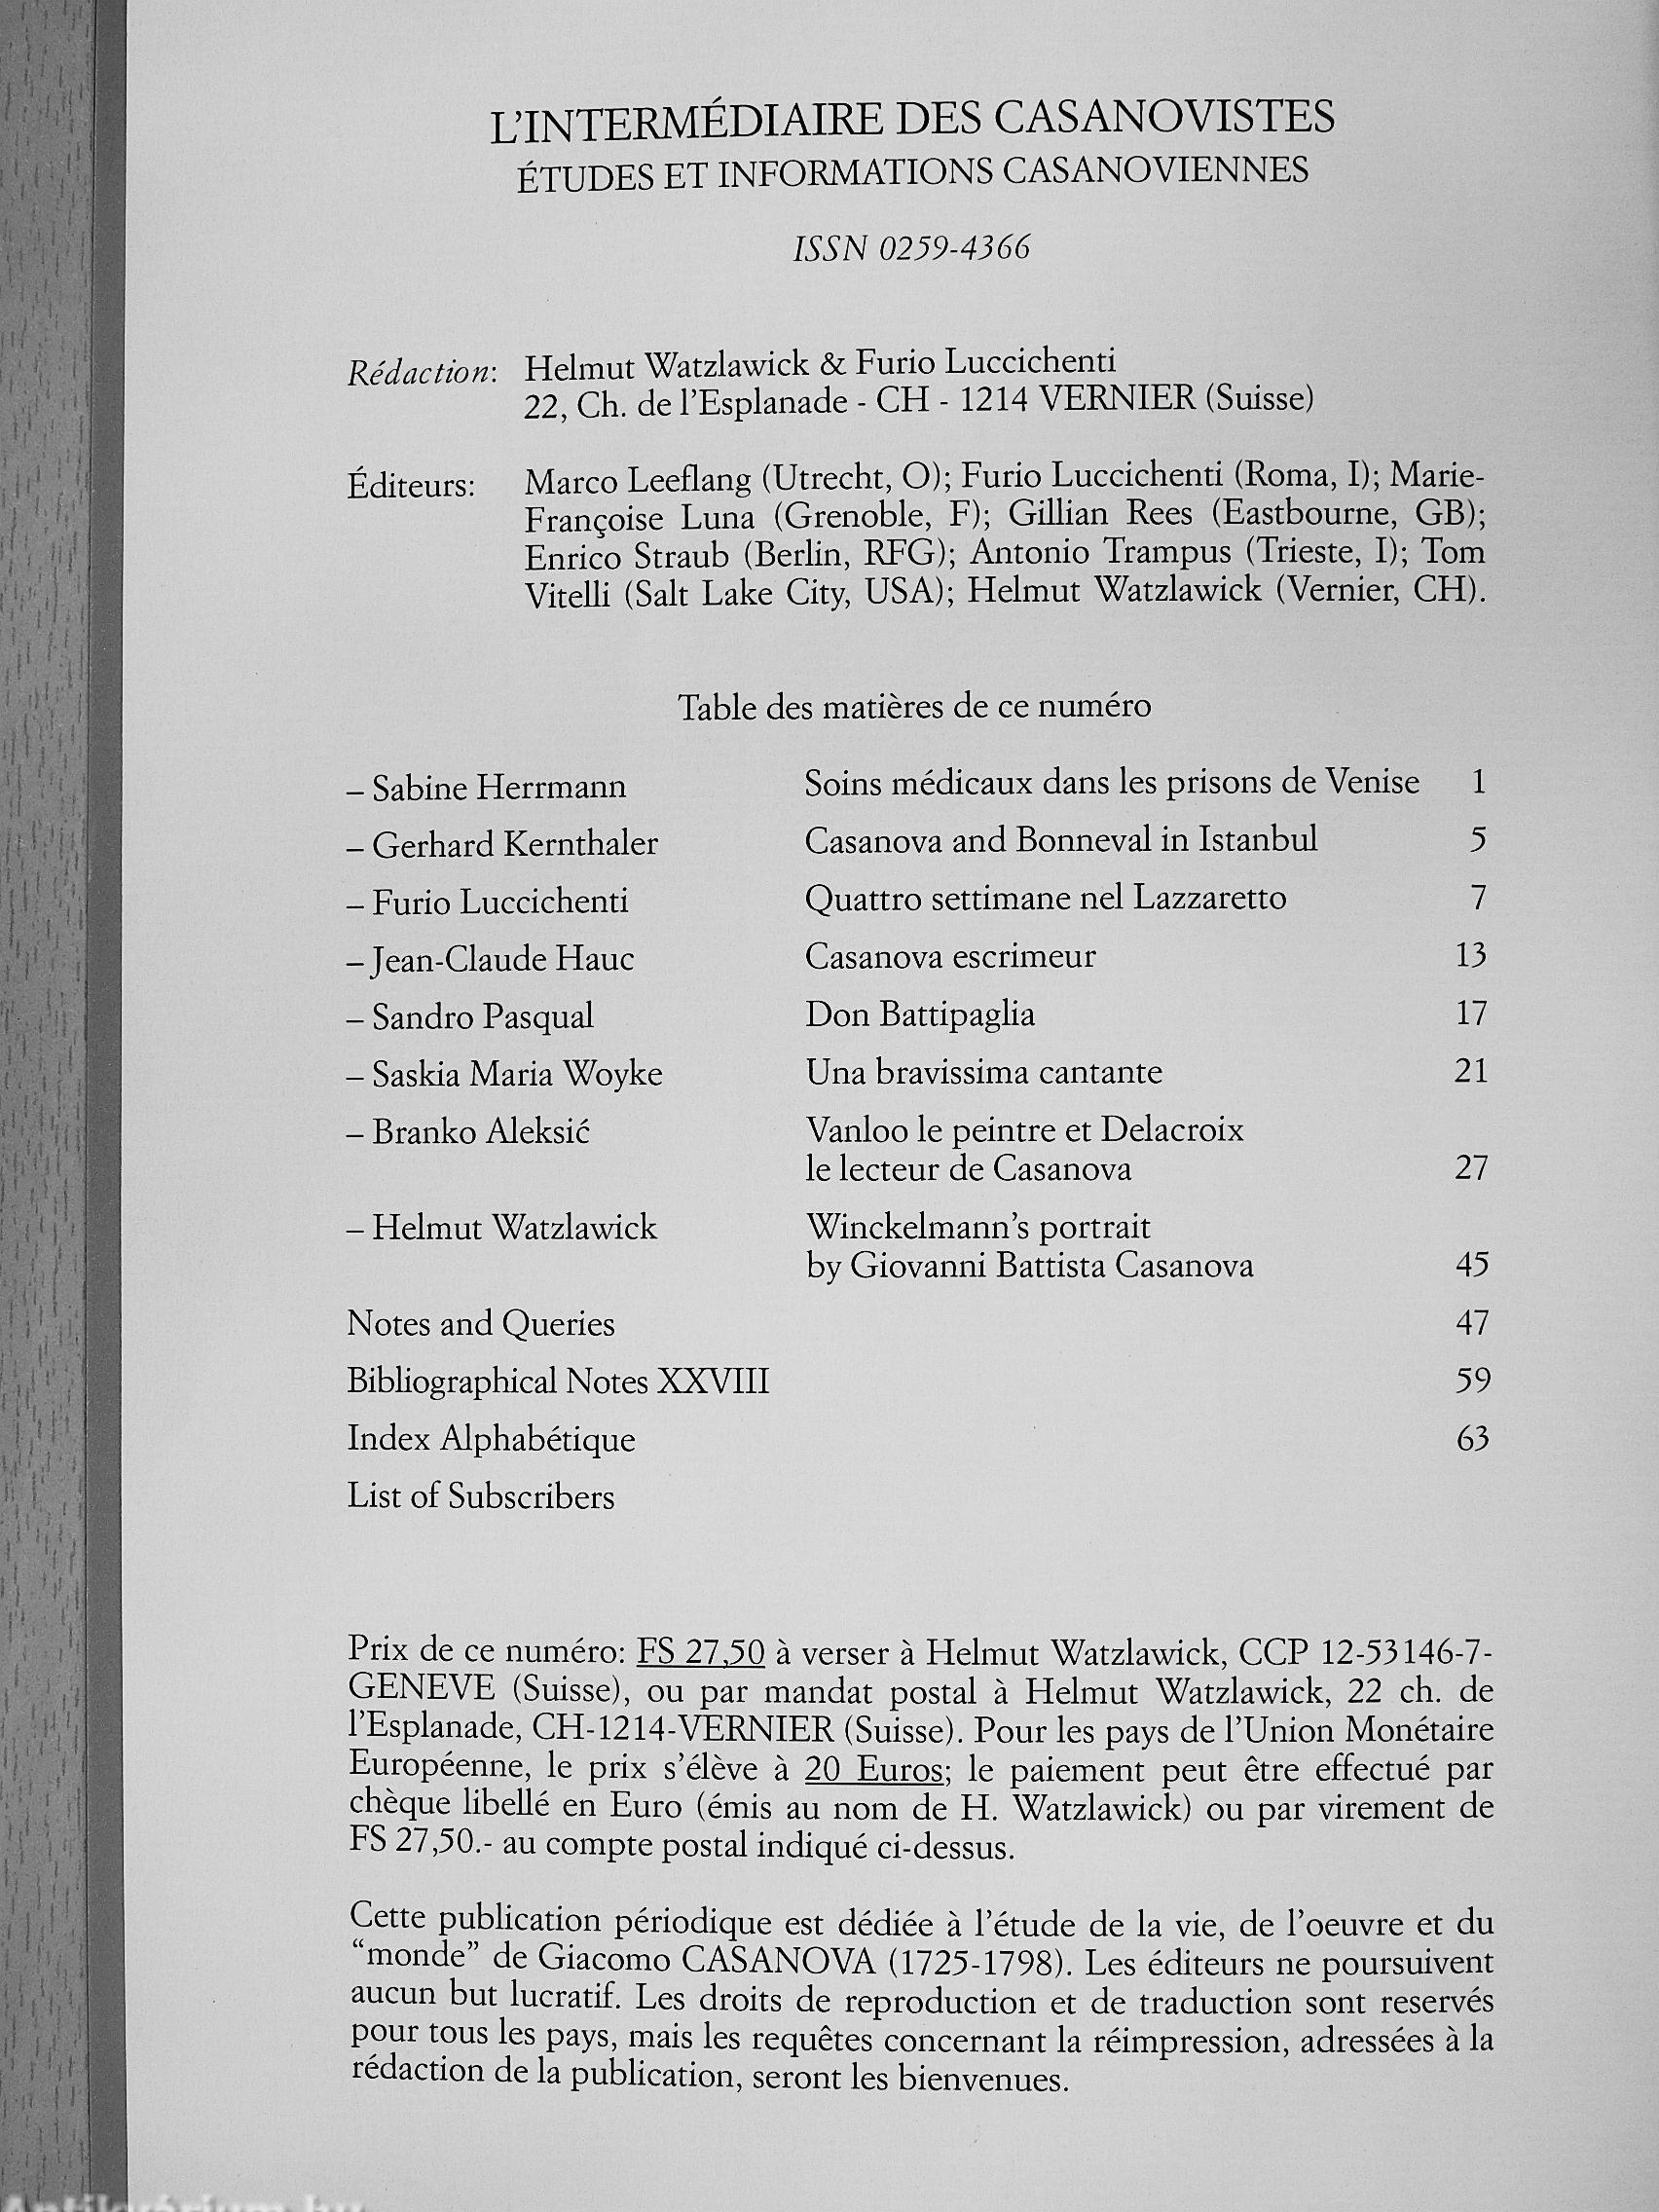 L'INTERMÉDIAIRE DES CASANOVISTES
ÉTUDES ET INFORMATIONS CASANOVIENNES
ISSN 0259-4366
Rédaction: Helmut Watzlawick & Furio Luccichenti
22, Ch. de l'Esplanade - CH - 1214 VERNIER (Suisse)
Éditeurs: Marco Leeflang (Utrecht, O); Furio Luccichenti (Roma, I); Marie-
Françoise Luna (Grenoble, F); Gillian Rees (Eastbourne, GB);
Enrico Straub (Berlin, RFG); Antonio Trampus (Trieste, I); Tom
Vitelli (Salt Lake City, USA); Helmut Watzlawick (Vernier, CH).
Table des matières de ce numéro
– Sabine Herrmann Soins médicaux dans les prisons de Venise 1
– Gerhard Kernthaler Casanova and Bonneval in Istanbul 5
– Furio Luccichenti Quattro settimane nel Lazzaretto 7
– Jean-Claude Hauc Casanova escrimeur 13
– Sandro Pasqual Don Battipaglia 17
– Saskia Maria Woyke Una bravissima cantante 21
– Branko Aleksić Vanloo le peintre et Delacroix
le lecteur de Casanova 27
– Helmut Watzlawick Winckelmann's portrait
by Giovanni Battista Casanova 45
Notes and Queries 47
Bibliographical Notes XXVIII 59
Index Alphabétique 63
List of Subscribers
Prix de ce numéro: FS 27,50 à verser à Helmut Watzlawick, CCP 12-53146-7-
GENEVE (Suisse), ou par mandat postal à Helmut Watzlawick, 22 ch. de
l'Esplanade, CH-1214-VERNIER (Suisse). Pour les pays de l'Union Monétaire
Européenne, le prix s'élève à 20 Euros; le paiement peut être effectué par
chèque libellé en Euro (émis au nom de H. Watzlawick) ou par virement de
FS 27,50.- au compte postal indiqué ci-dessus.
Cette publication périodique est dédiée à l'étude de la vie, de l'oeuvre et du
“monde” de Giacomo CASANOVA (1725-1798). Les éditeurs ne poursuivent
aucun but lucratif. Les droits de reproduction et de traduction sont reservés
pour tous les pays, mais les requêtes concernant la réimpression, adressées à la
rédaction de la publication, seront les bienvenues.